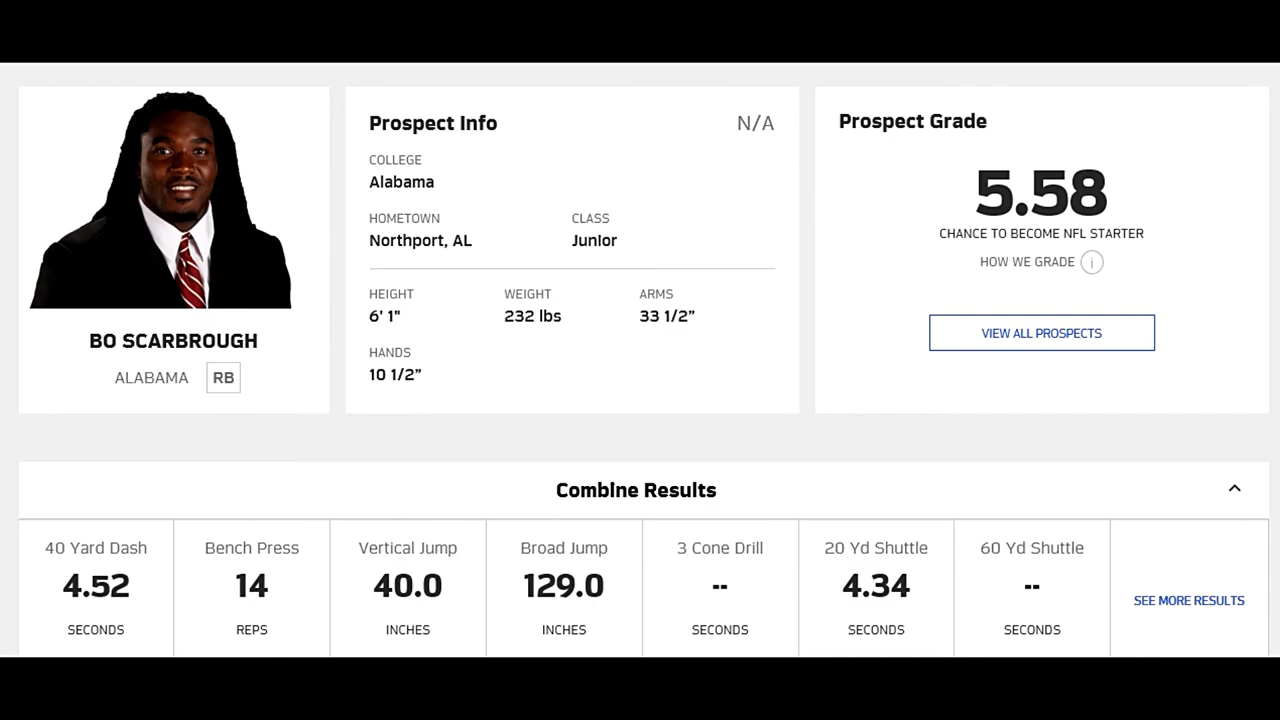 BO SCARBROUGH
ALABAMA RB
Prospect Info N/A
COLLEGE
Alabama
HOMETOWN CLASS
Northport, AL Junior
HEIGHT WEIGHT ARMS
6' 1" 232 lbs 33 1/2”
HANDS
10 1/2”
Prospect Grade
5.58
CHANCE TO BECOME NFL STARTER
HOW WE GRADE i
VIEW ALL PROSPECTS
Combine Results
40 Yard Dash Bench Press Vertical Jump Broad Jump 3 Cone Drill 20 Yd Shuttle 60 Yd Shuttle
4.52 14 40.0 129.0 -- 4.34 --
SECONDS REPS INCHES INCHES SECONDS SECONDS SECONDS
SEE MORE RESULTS